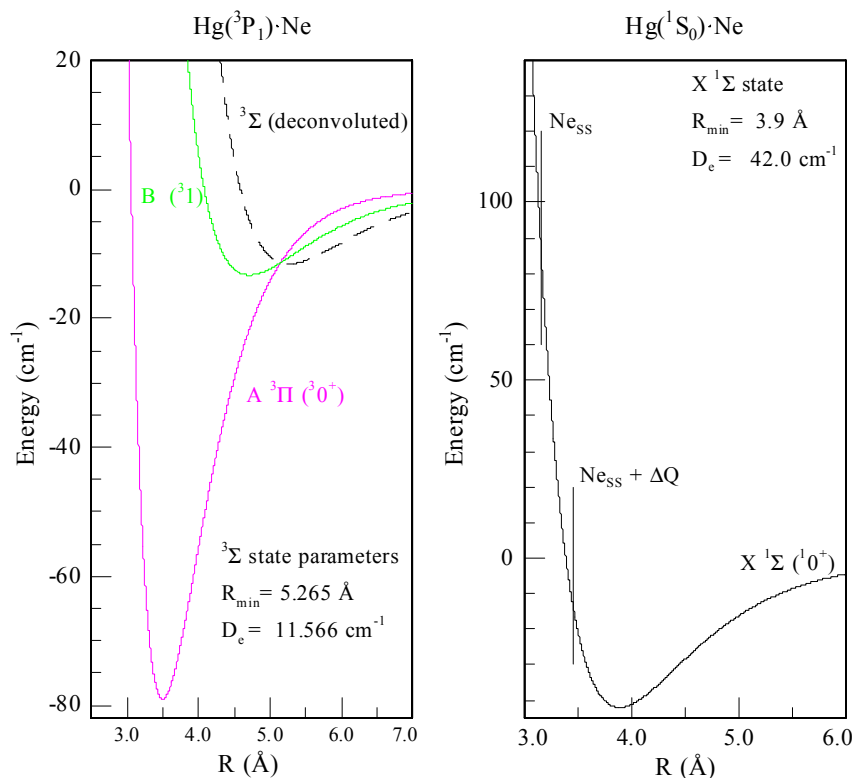 Hg(³P₁)·Ne
20
0
-20
-40
-60
-80
3.0 4.0 5.0 6.0 7.0
Energy (cm⁻¹)
R (Å)
³Σ (deconvoluted)
B (³1)
A ³Π (³0⁺)
³Σ state parameters
R_min= 5.265 Å
D_e= 11.566 cm⁻¹
Hg(¹S₀)·Ne
100
50
0
3.0 4.0 5.0 6.0
Energy (cm⁻¹)
R (Å)
X ¹Σ state
R_min= 3.9 Å
D_e= 42.0 cm⁻¹
Ne_SS
Ne_SS + ΔQ
X ¹Σ (¹0⁺)